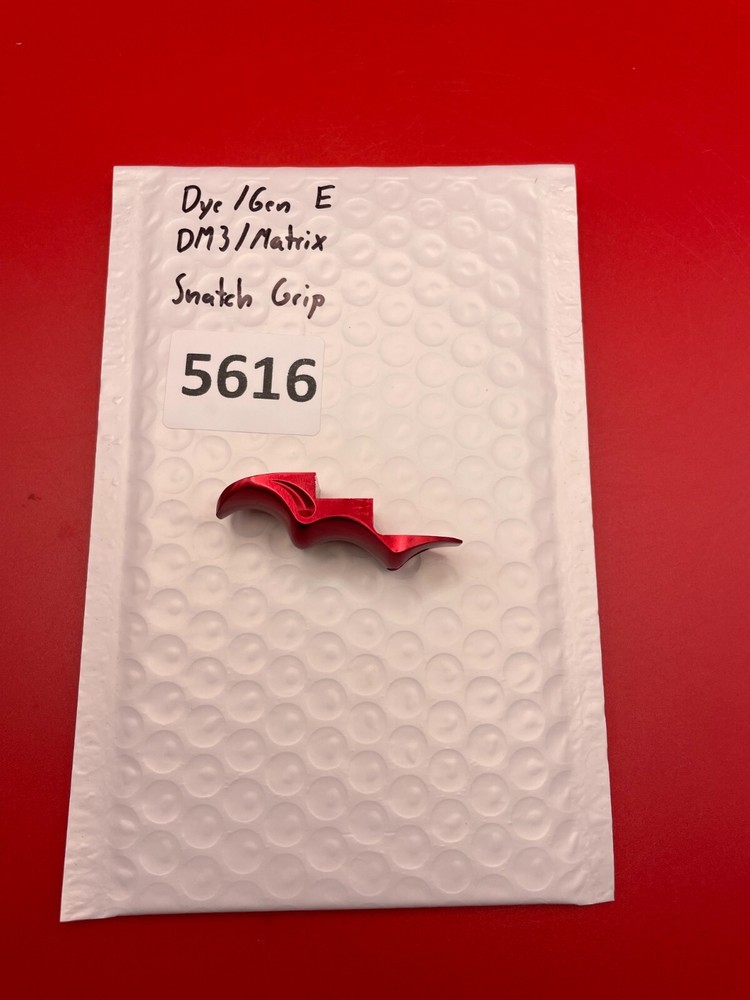 Dye/Gen E
DM3/Matrix
Snatch Grip
5616